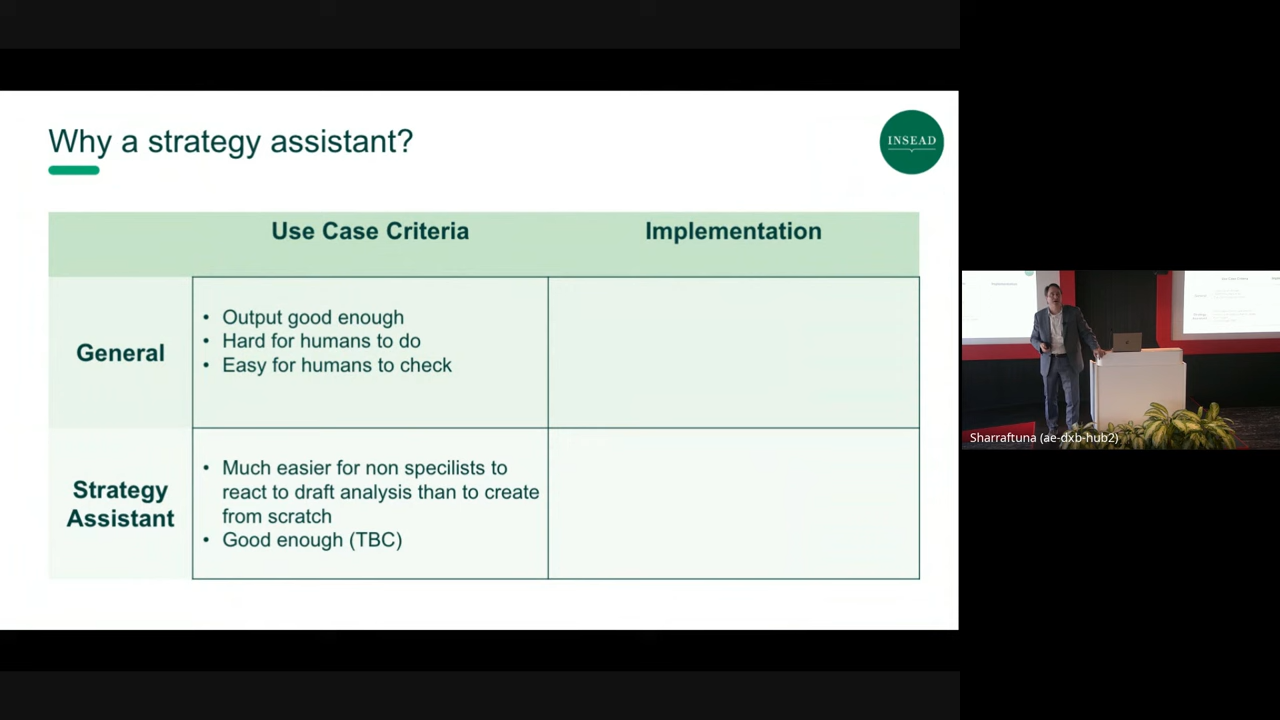 Why a strategy assistant?
INSEAD
Use Case Criteria
Implementation
General
• Output good enough
• Hard for humans to do
• Easy for humans to check
Strategy
Assistant
• Much easier for non specilists to
react to draft analysis than to create
from scratch
• Good enough (TBC)
Sharraftuna (ae-dxb-hub2)